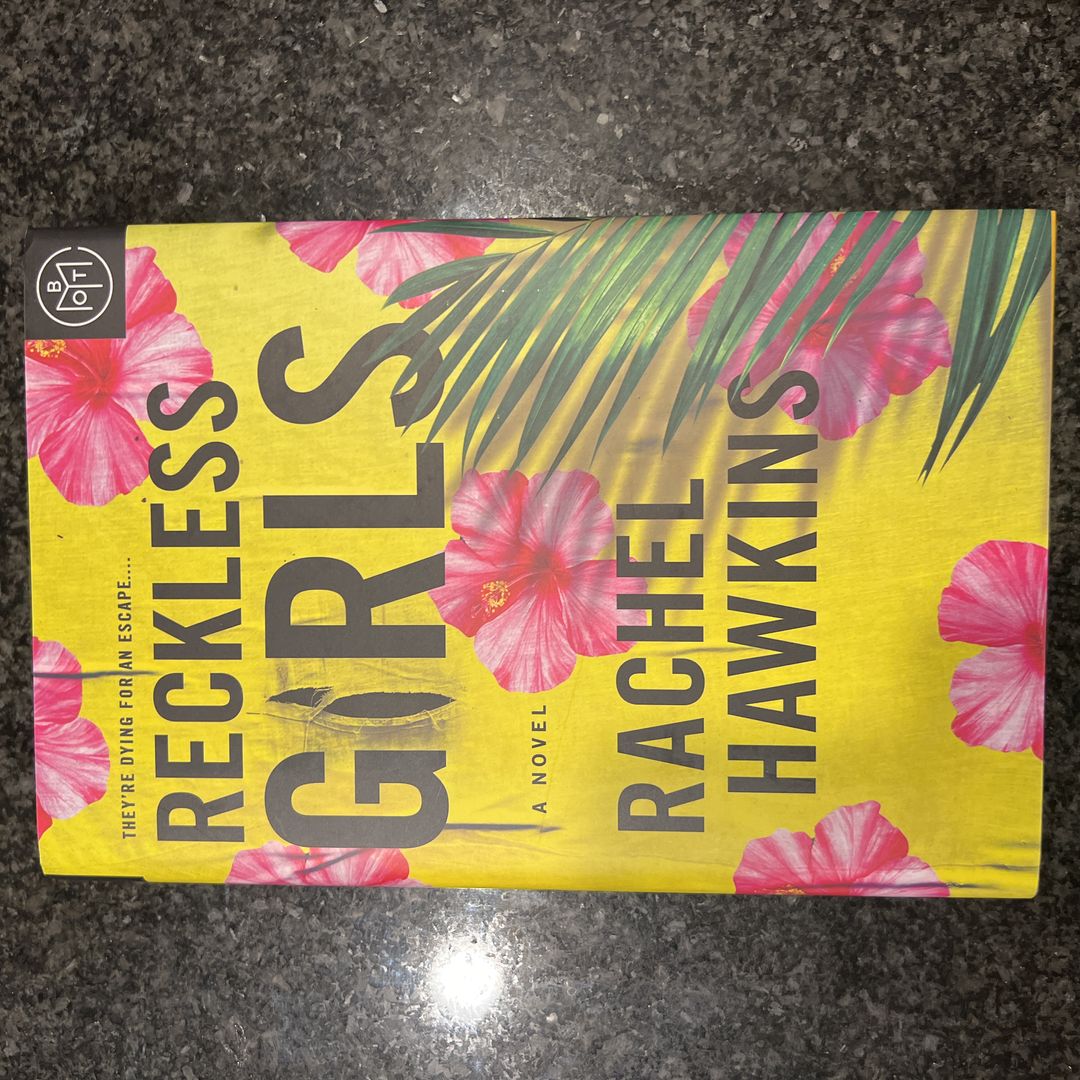 BOTM
THEY'RE DYING FOR AN ESCAPE....
RECKLESS
GIRLS
A NOVEL
RACHEL
HAWKINS